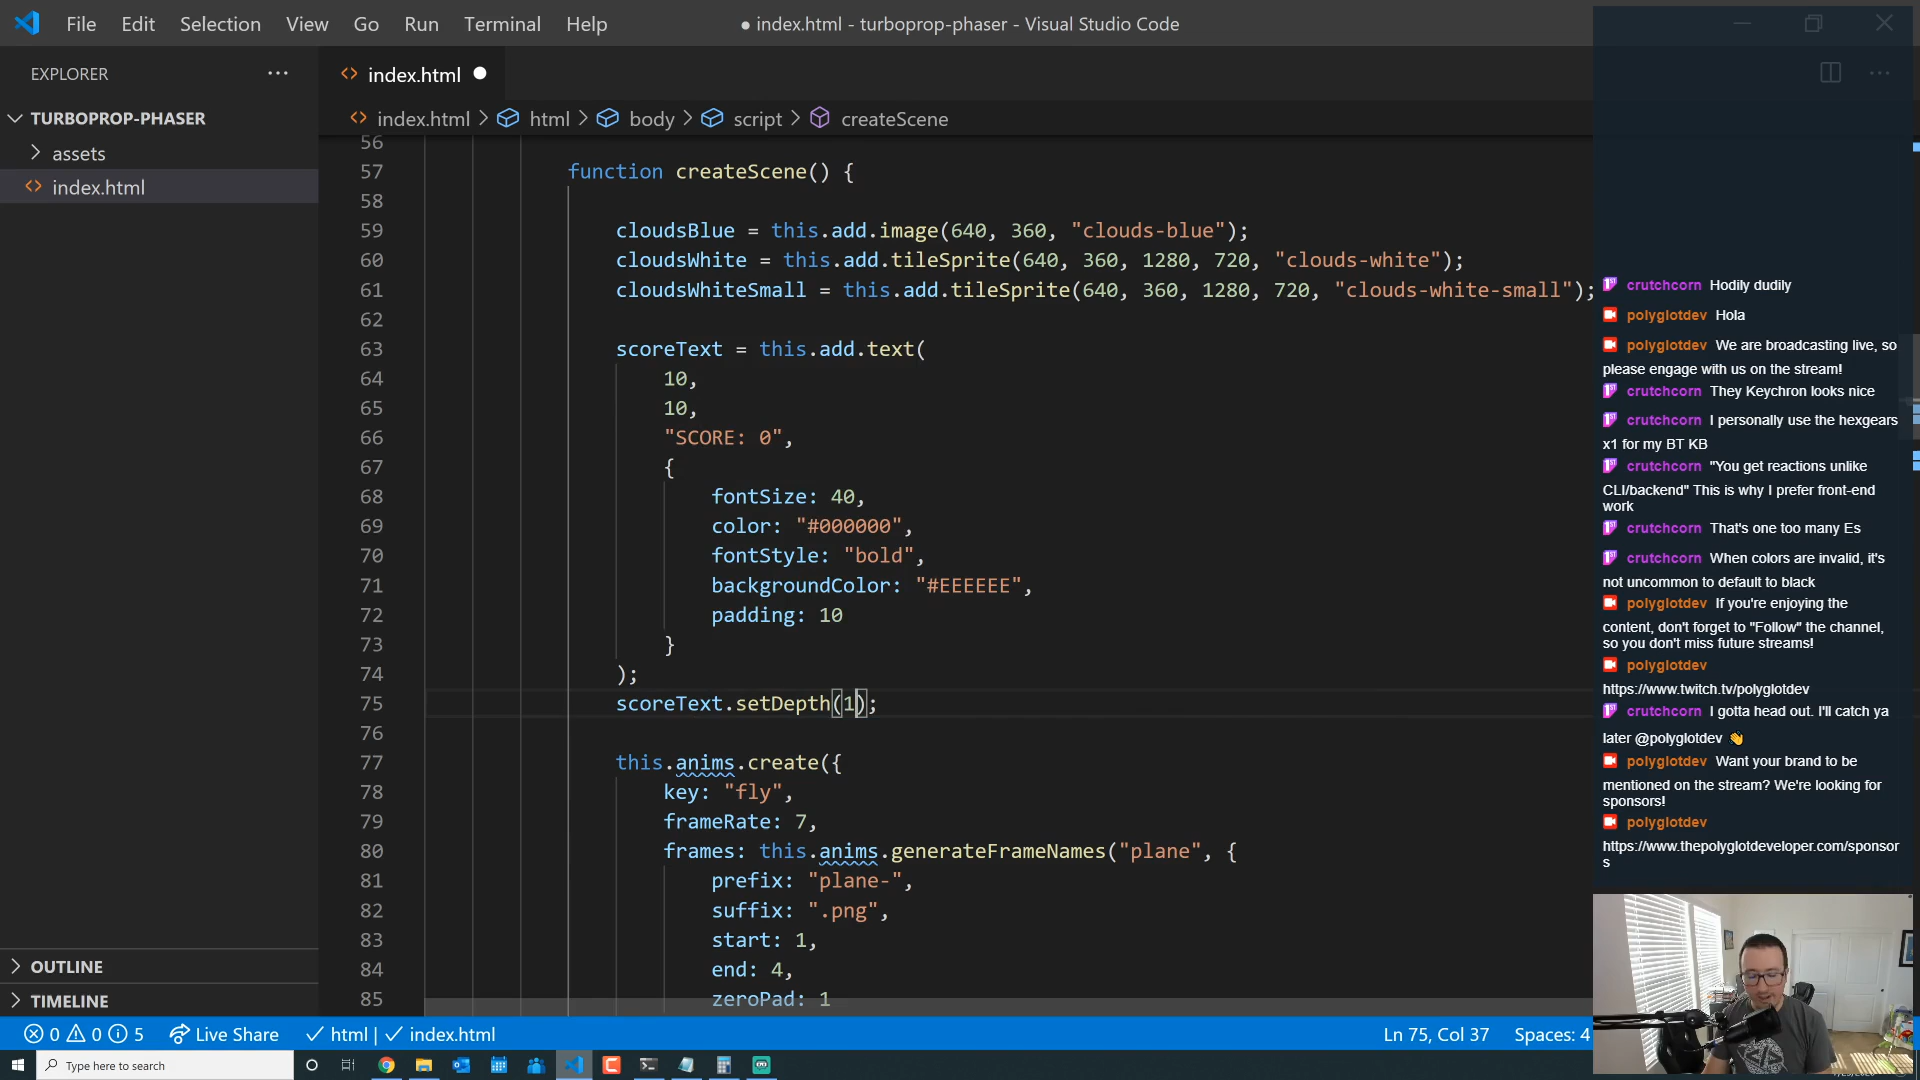 File Edit Selection View Go Run Terminal Help
● index.html - turboprop-phaser - Visual Studio Code
EXPLORER ···
TURBOPROP-PHASER
assets
index.html
OUTLINE
TIMELINE
index.html ●
index.html > html > body > script > createScene
56
57 function createScene() {
58
59 cloudsBlue = this.add.image(640, 360, "clouds-blue");
60 cloudsWhite = this.add.tileSprite(640, 360, 1280, 720, "clouds-white");
61 cloudsWhiteSmall = this.add.tileSprite(640, 360, 1280, 720, "clouds-white-small");
62
63 scoreText = this.add.text(
64 10,
65 10,
66 "SCORE: 0",
67 {
68 fontSize: 40,
69 color: "#000000",
70 fontStyle: "bold",
71 backgroundColor: "#EEEEEE",
72 padding: 10
73 }
74 );
75 scoreText.setDepth(1);
76
77 this.anims.create({
78 key: "fly",
79 frameRate: 7,
80 frames: this.anims.generateFrameNames("plane", {
81 prefix: "plane-",
82 suffix: ".png",
83 start: 1,
84 end: 4,
85 zeroPad: 1
crutchcorn Hodily dudily
polyglotdev Hola
polyglotdev We are broadcasting live, so
please engage with us on the stream!
crutchcorn They Keychron looks nice
crutchcorn I personally use the hexgears
x1 for my BT KB
crutchcorn "You get reactions unlike
CLI/backend" This is why I prefer front-end
work
crutchcorn That's one too many Es
crutchcorn When colors are invalid, it's
not uncommon to default to black
polyglotdev If you're enjoying the
content, don't forget to "Follow" the channel,
so you don't miss future streams!
polyglotdev
https://www.twitch.tv/polyglotdev
crutchcorn I gotta head out. I'll catch ya
later @polyglotdev 👋
polyglotdev Want your brand to be
mentioned on the stream? We're looking for
sponsors!
polyglotdev
https://www.thepolyglotdeveloper.com/sponsor
s
0 0 5 Live Share html | index.html
Ln 75, Col 37 Spaces: 4
Type here to search